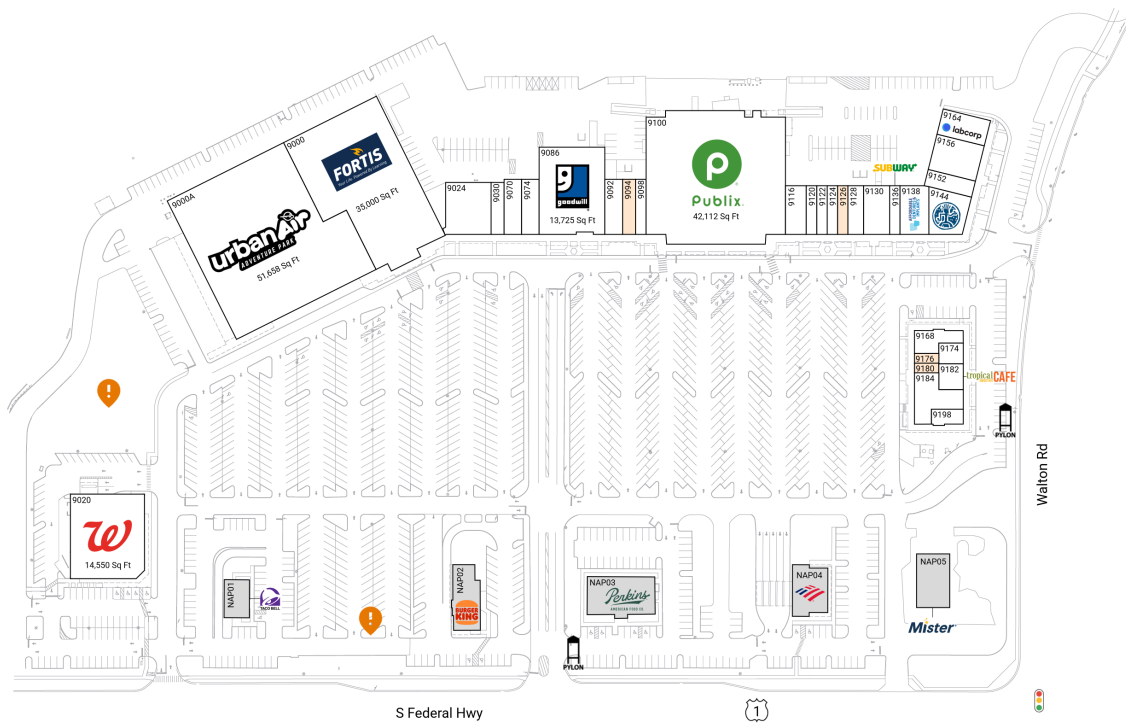 9000A
urban Air
ADVENTURE PARK
51,658 Sq Ft
9000
FORTIS
Your Life, Powered By Learning
35,000 Sq Ft
9024
9030
9070
9074
9086
goodwill
13,725 Sq Ft
9092
9094
9098
9100
Publix.
42,112 Sq Ft
9116
9120
9122
9124
9126
9128
9130
9136
9138
SUBWAY
9144
9152
9156
9164
labcorp
9168
9174
9176
9180
9182
9184
9198
tropical CAFE
PYLON
Walton Rd
9020
W
14,550 Sq Ft
NAP01
TACO BELL
NAP02
BURGER
KING
NAP03
Perkins
AMERICAN FOOD CO.
NAP04
NAP05
Mister
PYLON
S Federal Hwy
1